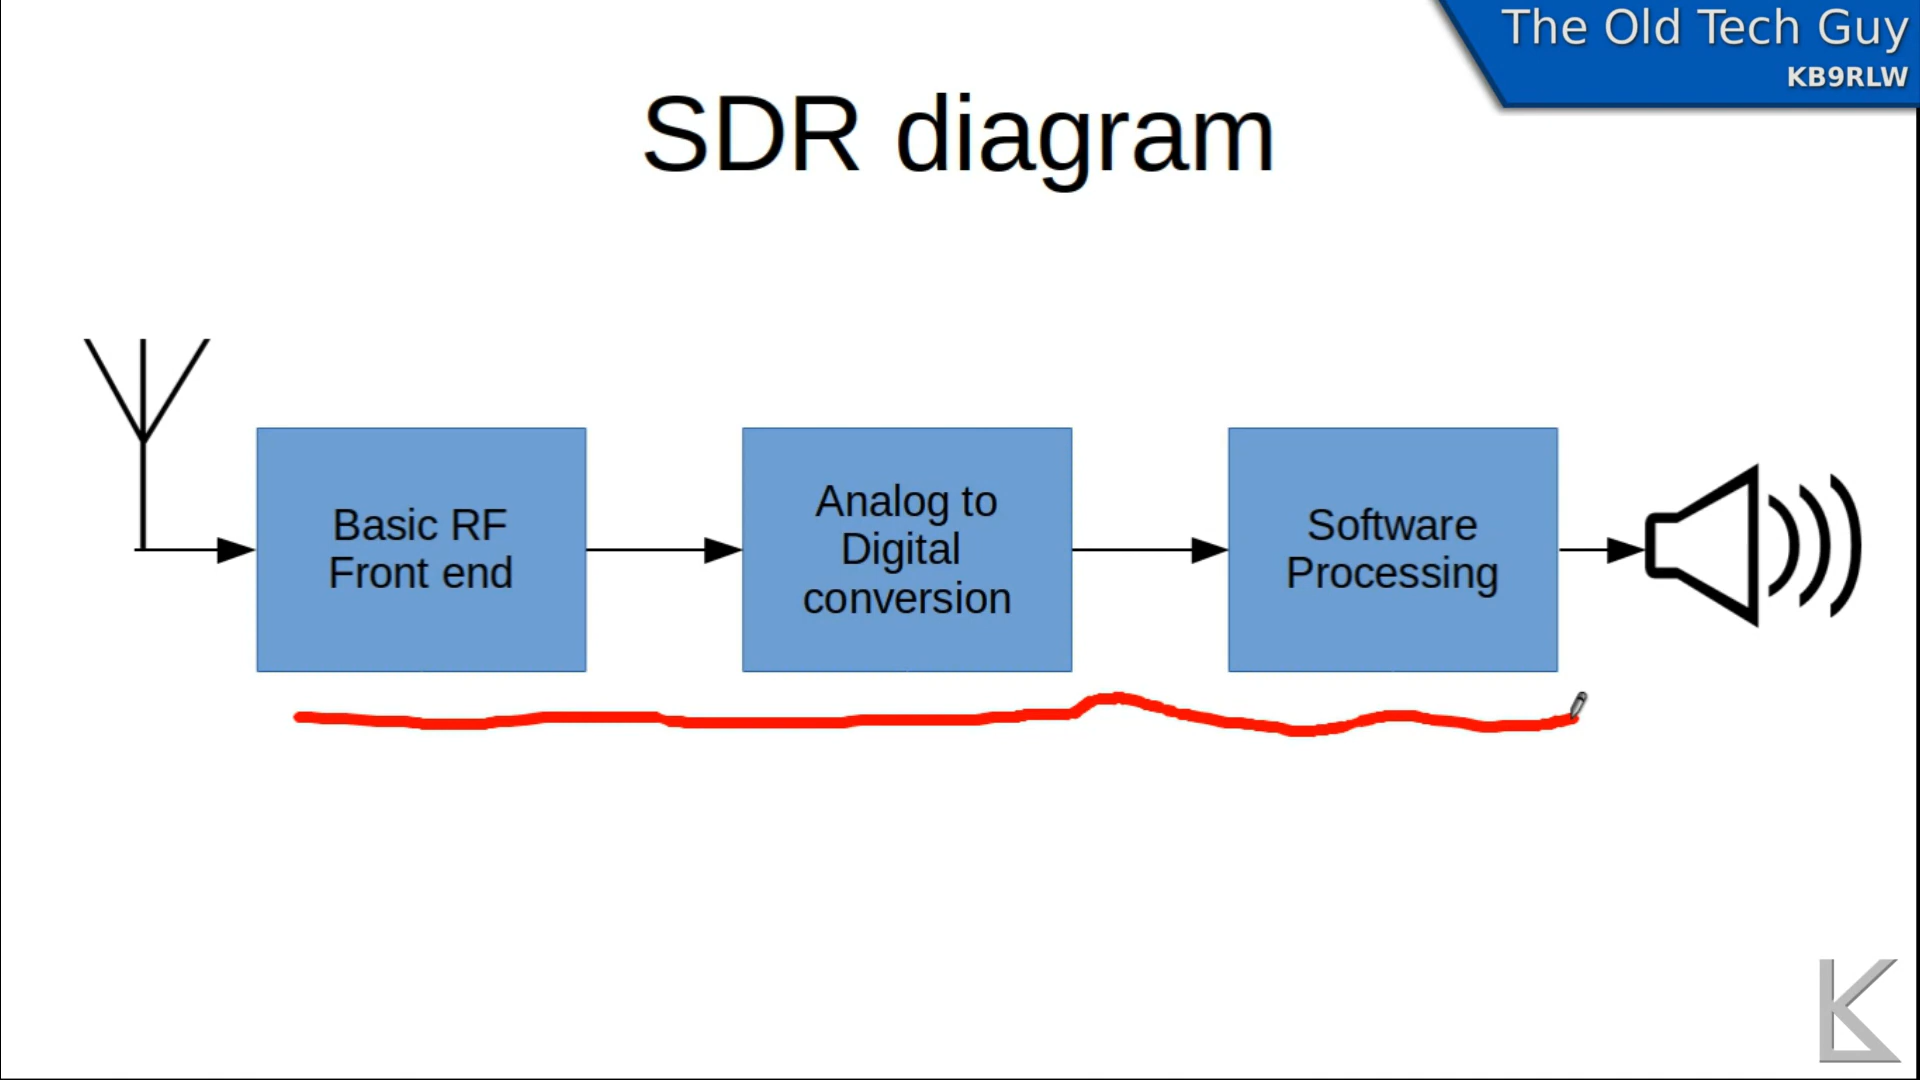 The Old Tech Guy
KB9RLW
SDR diagram
Basic RF
Front end
Analog to
Digital
conversion
Software
Processing